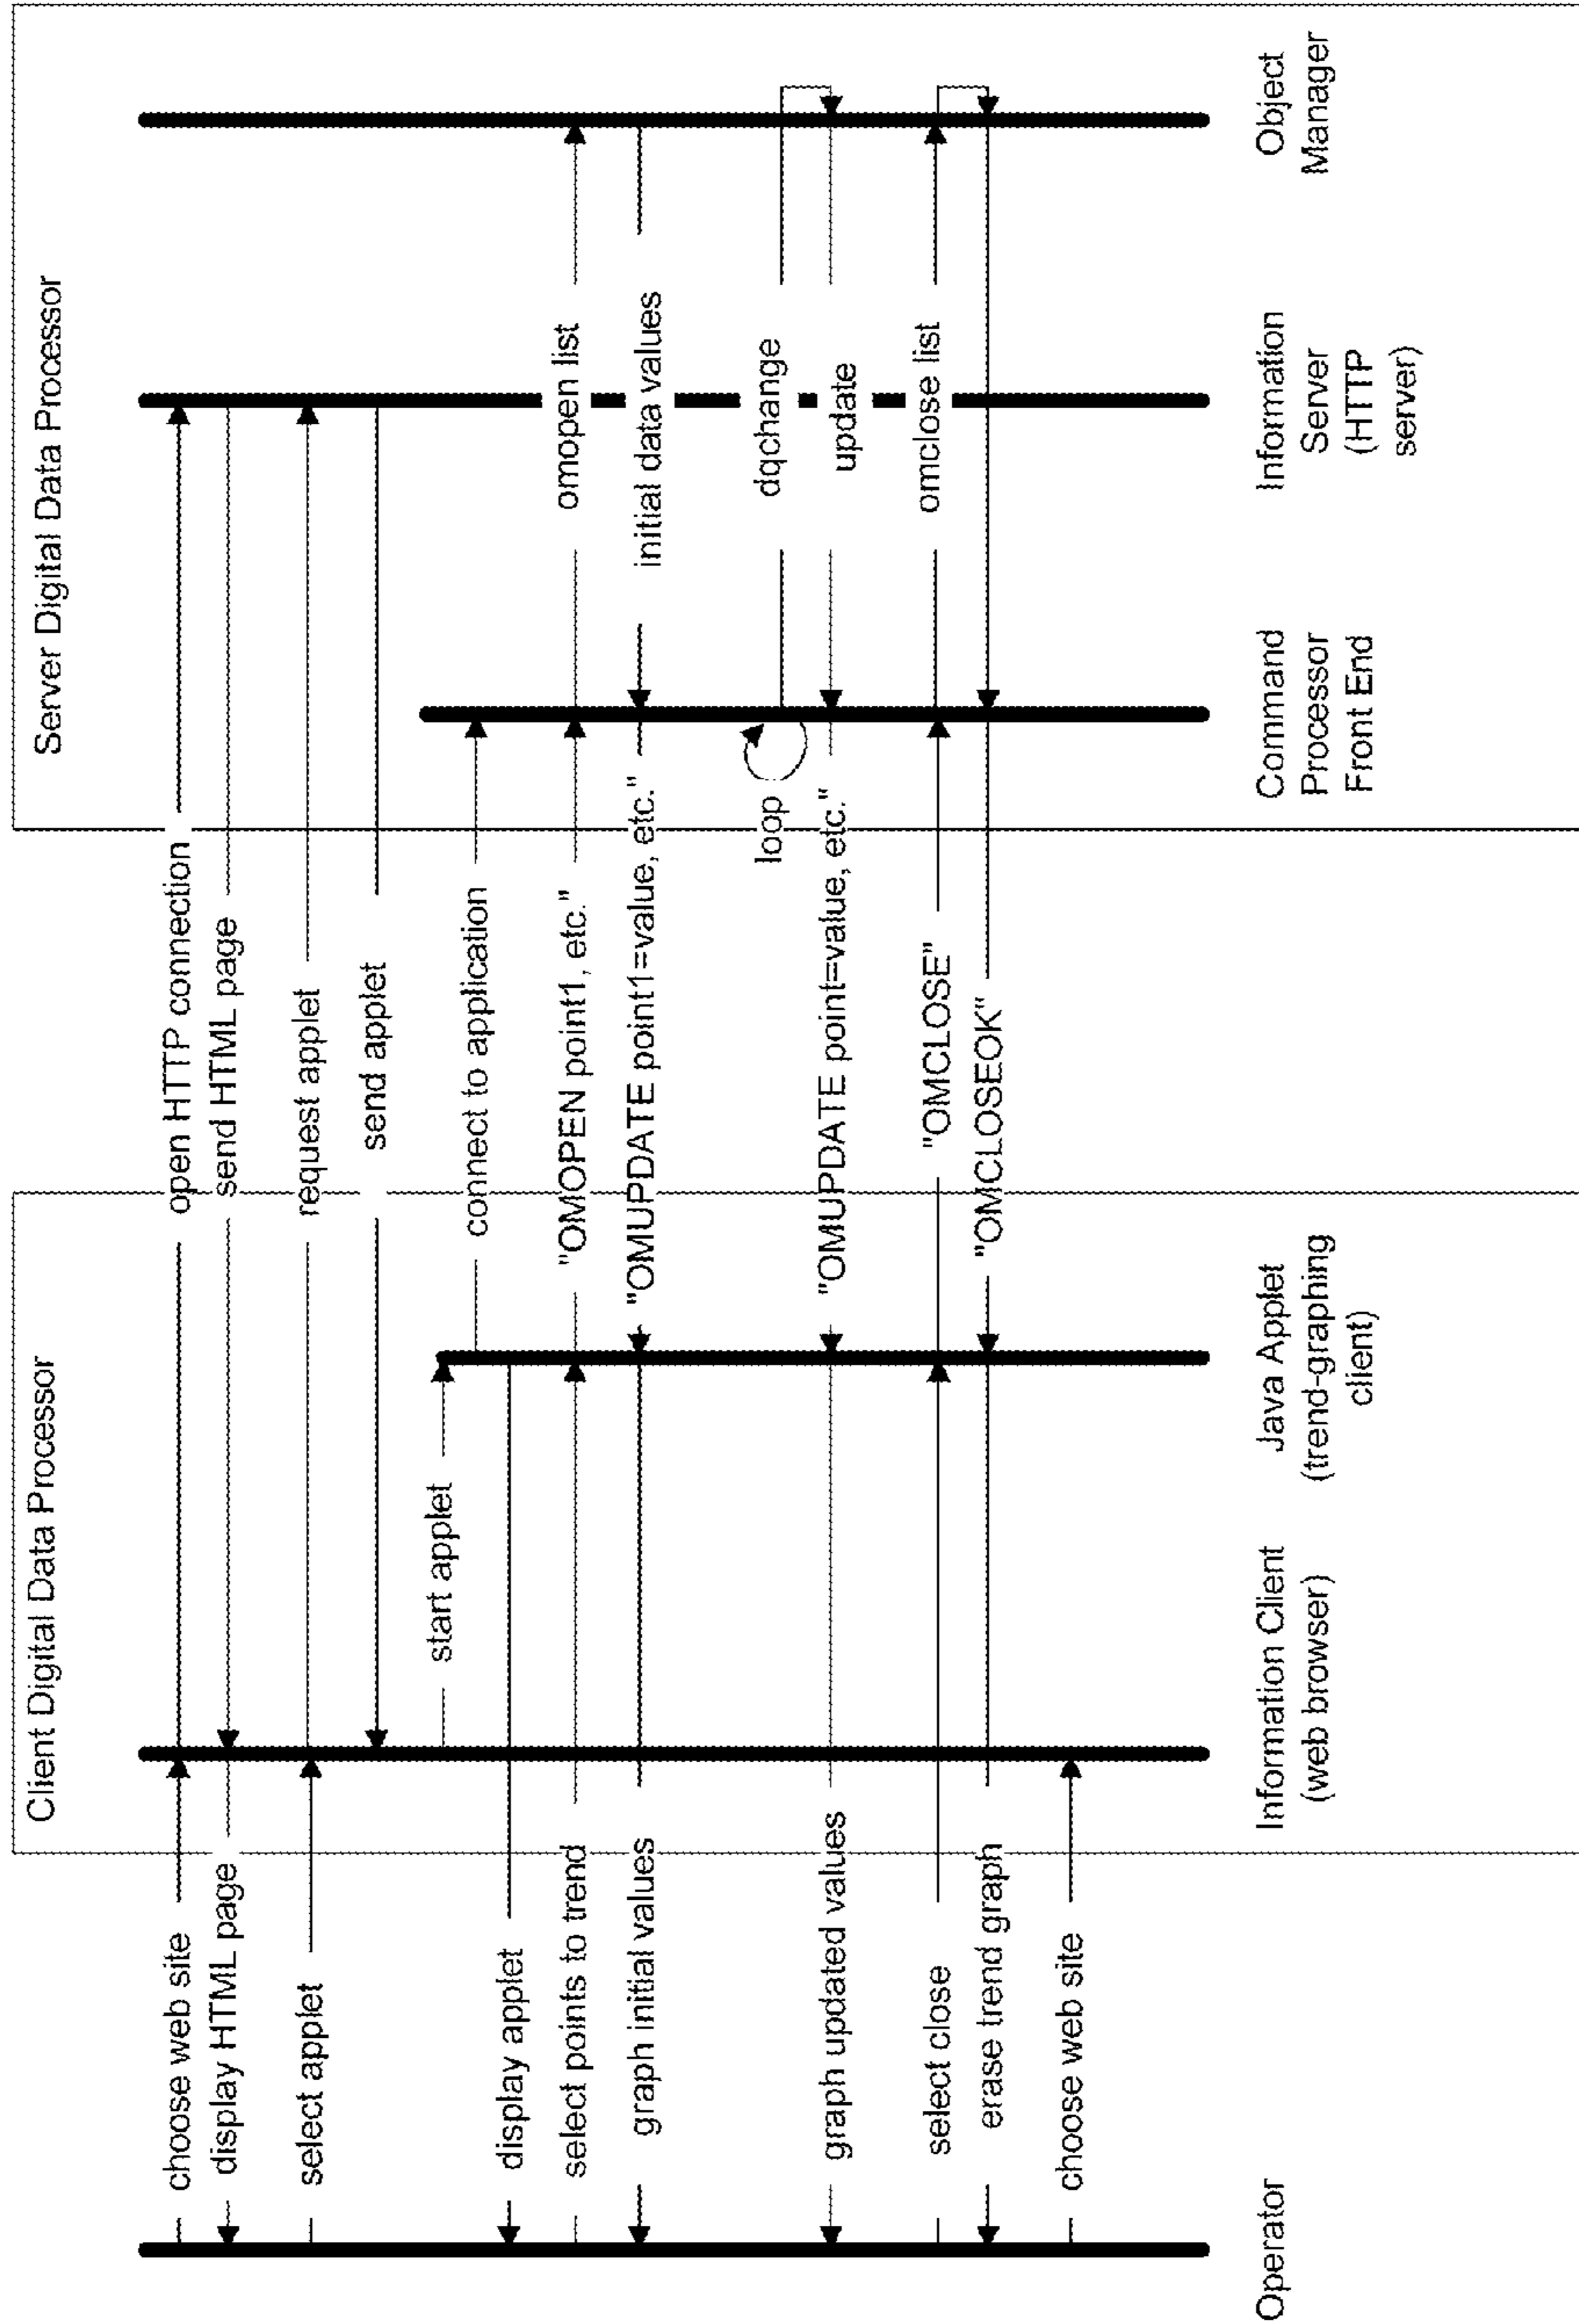 Client Digital Data Processor
Server Digital Data Processor
choose web site
open HTTP connection
display HTML page
send HTML page
select applet
request applet
send applet
start applet
connect to application
display applet
select points to trend
"OMOPEN point1, etc."
omopen list
graph initial values
"OMUPDATE point1=value, etc."
initial data values
loop
dqchange
graph updated values
"OMUPDATE point=value, etc."
update
select close
"OMCLOSE"
omclose list
erase trend graph
"OMCLOSEOK"
choose web site
Operator
Information Client
(web browser)
Java Applet
(trend-graphing
client)
Command
Processor
Front End
Information
Server
(HTTP
server)
Object
Manager